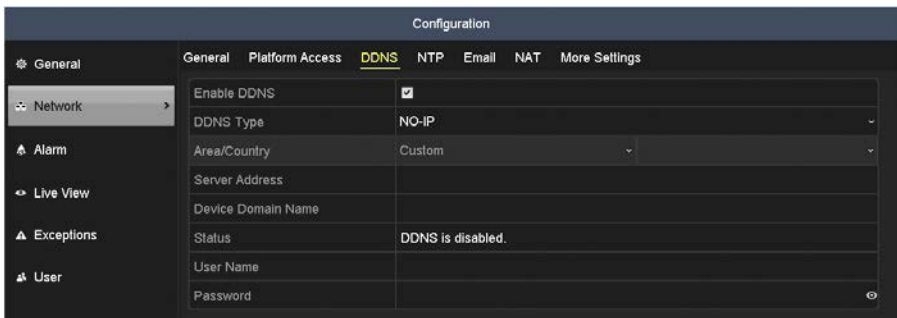 Configuration
General
Network
Alarm
Live View
Exceptions
User
General Platform Access DDNS NTP Email NAT More Settings
Enable DDNS
DDNS Type NO-IP
Area/Country Custom
Server Address
Device Domain Name
Status DDNS is disabled.
User Name
Password